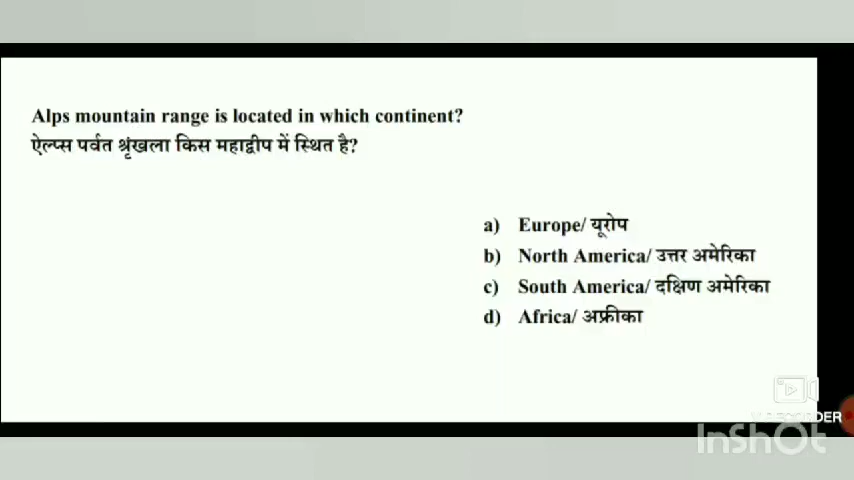 Alps mountain range is located in which continent?
ऐल्प्स पर्वत श्रृंखला किस महाद्वीप में स्थित है?
a) Europe/ यूरोप
b) North America/ उत्तर अमेरिका
c) South America/ दक्षिण अमेरिका
d) Africa/ अफ्रीका
InShOt